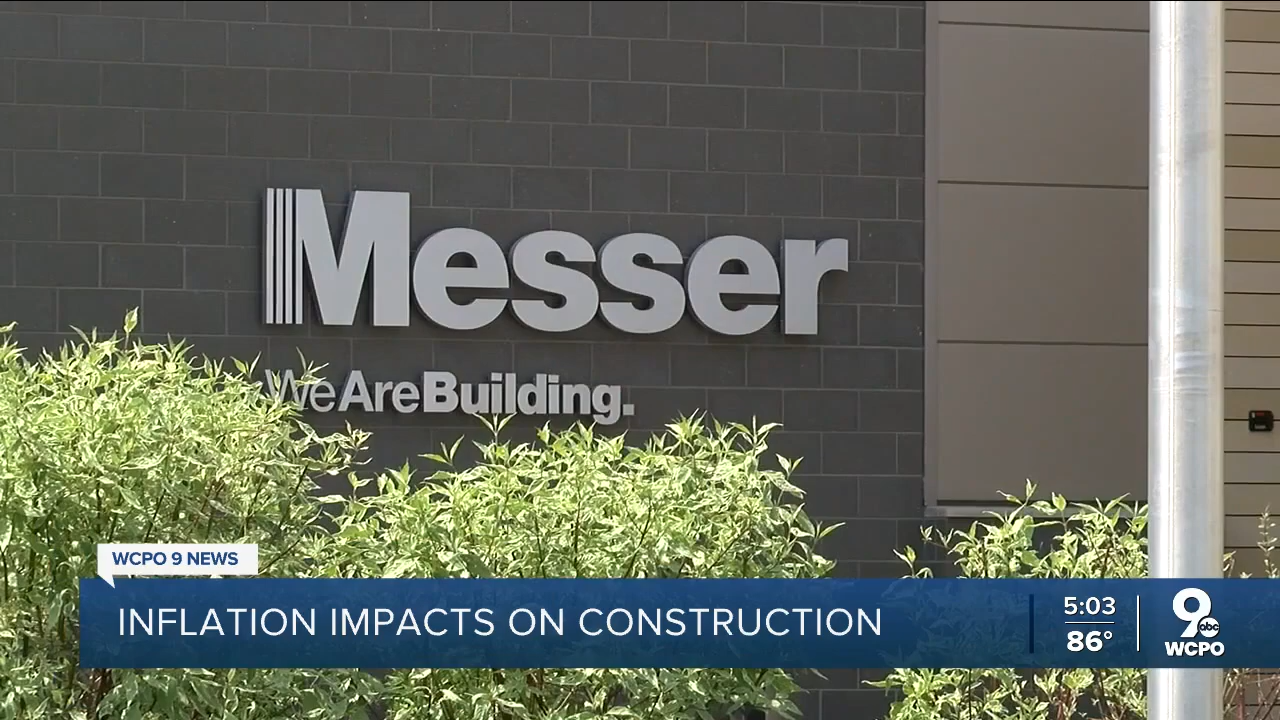 Messer
WeAreBuilding.
WCPO 9 NEWS
INFLATION IMPACTS ON CONSTRUCTION
5:03
86°
9
abc
WCPO